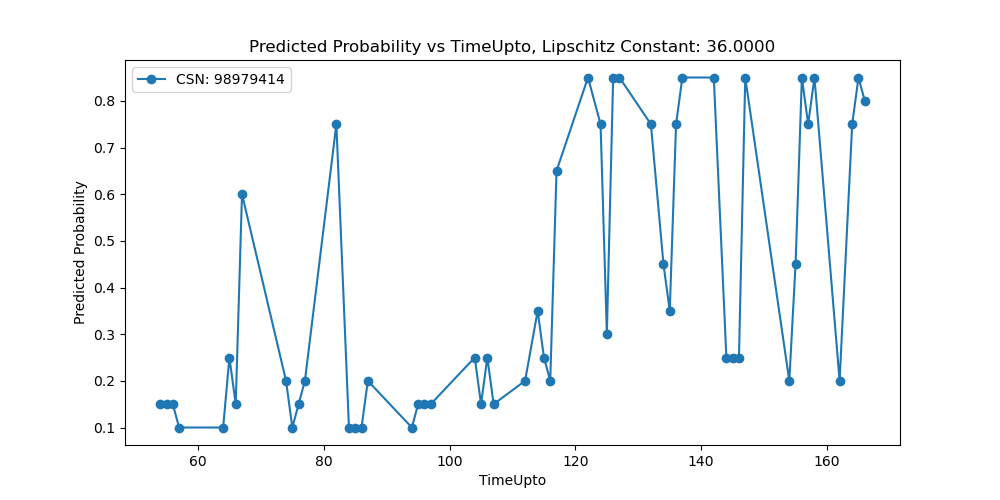 Predicted Probability vs TimeUpto, Lipschitz Constant: 36.0000
CSN: 98979414
Predicted Probability
0.8
0.7
0.6
0.5
0.4
0.3
0.2
0.1
60 80 100 120 140 160
TimeUpto